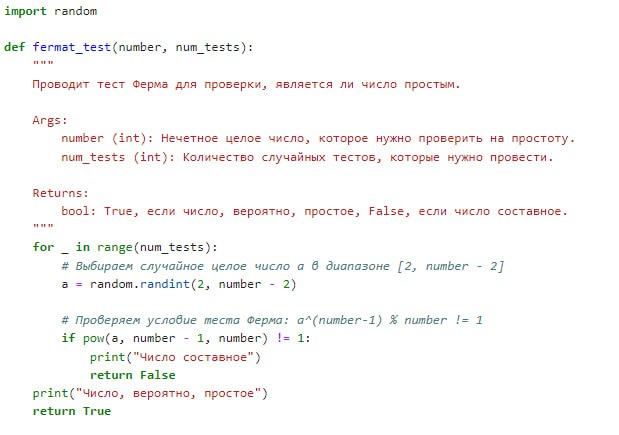 import random
def fermat_test(number, num_tests):
    """
    Проводит тест Ферма для проверки, является ли число простым.
    Args:
        number (int): Нечетное целое число, которое нужно проверить на простоту.
        num_tests (int): Количество случайных тестов, которые нужно провести.
    Returns:
        bool: True, если число, вероятно, простое, False, если число составное.
    """
    for _ in range(num_tests):
        # Выбираем случайное целое число a в диапазоне [2, number - 2]
        a = random.randint(2, number - 2)
        # Проверяем условие теста Ферма: a^(number-1) % number != 1
        if pow(a, number - 1, number) != 1:
            print("Число составное")
            return False
    print("Число, вероятно, простое")
    return True